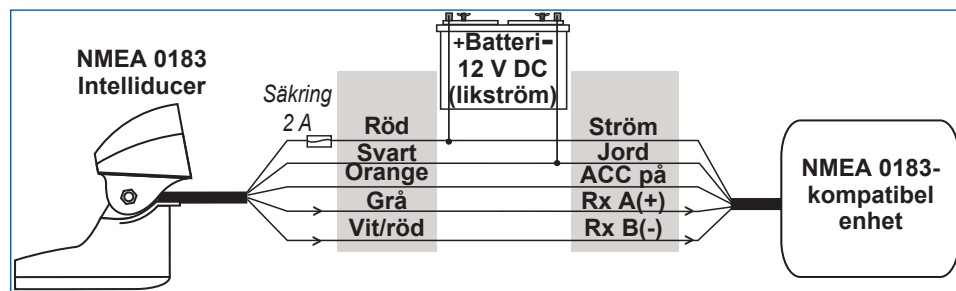 NMEA 0183
Intelliducer
Säkring
2 A
+Batteri-
12 V DC
(likström)
Röd
Svart
Orange
Grå
Vit/röd
Ström
Jord
ACC på
Rx A(+)
Rx B(-)
NMEA 0183-
kompatibel
enhet